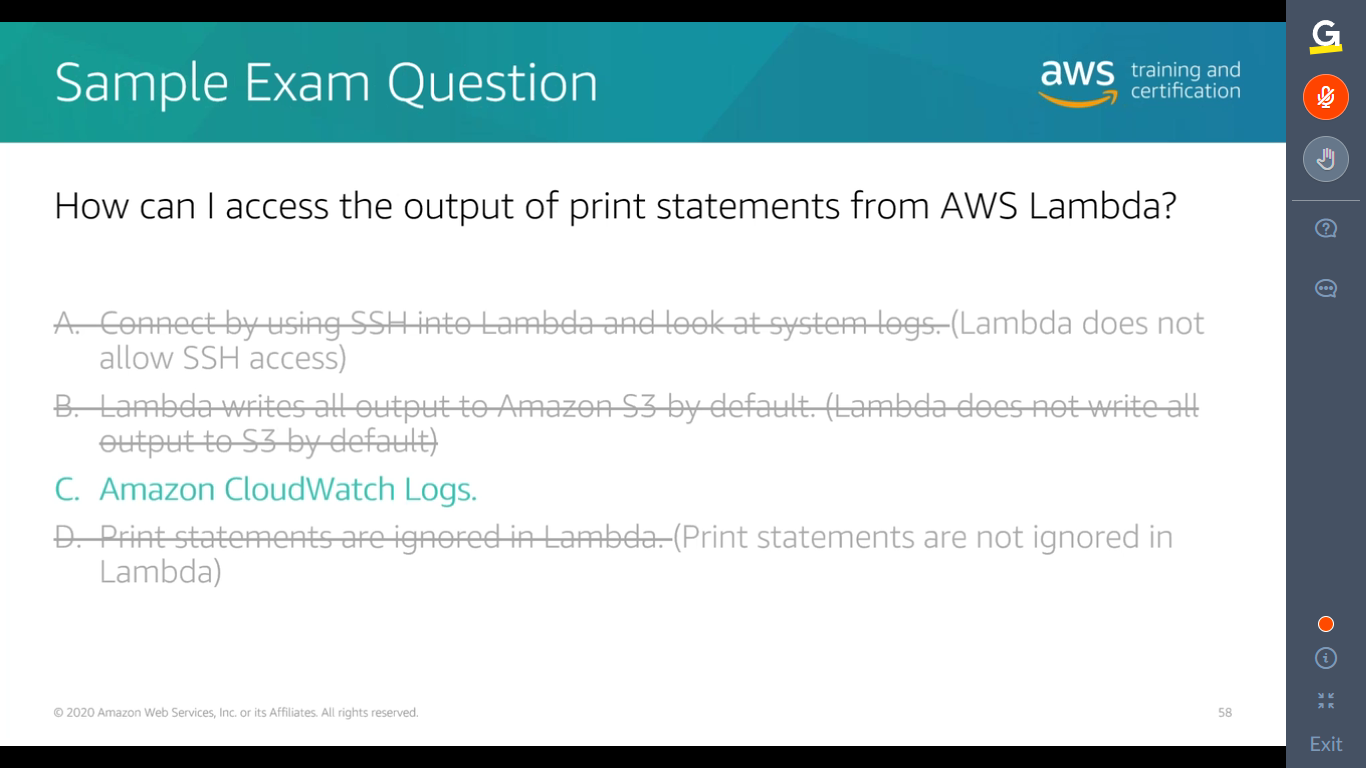 Sample Exam Question
aws training and
certification
How can I access the output of print statements from AWS Lambda?
A. Connect by using SSH into Lambda and look at system logs. (Lambda does not
allow SSH access)
B. Lambda writes all output to Amazon S3 by default. (Lambda does not write all
output to S3 by default)
C. Amazon CloudWatch Logs.
D. Print statements are ignored in Lambda. (Print statements are not ignored in
Lambda)
© 2020 Amazon Web Services, Inc. or its Affiliates. All rights reserved.
58
G
Exit